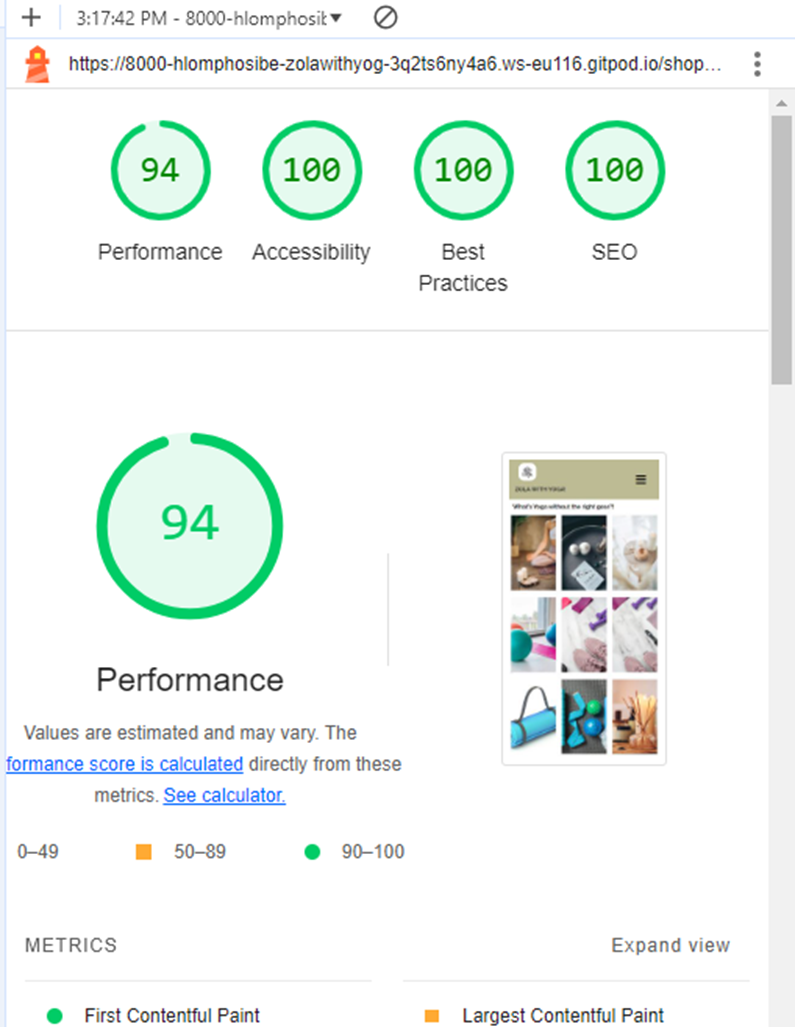 3:17:42 PM - 8000-hlomphosit
https://8000-hlomphosibe-zolawithyog-3q2ts6ny4a6.ws-eu116.gitpod.io/shop…
94
100
100
100
Performance
Accessibility
Best
Practices
SEO
94
ZOLA WITH YOGA
What's Yoga without the right gear?
Performance
Values are estimated and may vary. The
formance score is calculated directly from these
metrics. See calculator.
0–49
50–89
90–100
METRICS
Expand view
First Contentful Paint
Largest Contentful Paint